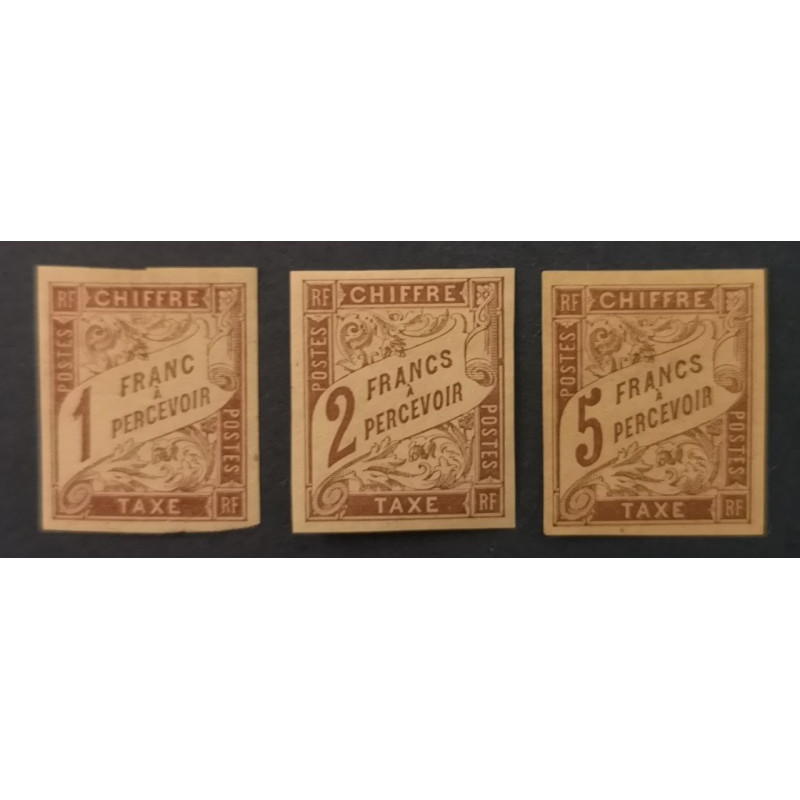 RF CHIFFRE
POSTES
1 FRANC
À
PERCEVOIR
POSTES
TAXE RF
RF CHIFFRE
POSTES
2 FRANCS
À
PERCEVOIR
POSTES
TAXE RF
RF CHIFFRE
POSTES
5 FRANCS
À
PERCEVOIR
POSTES
TAXE RF